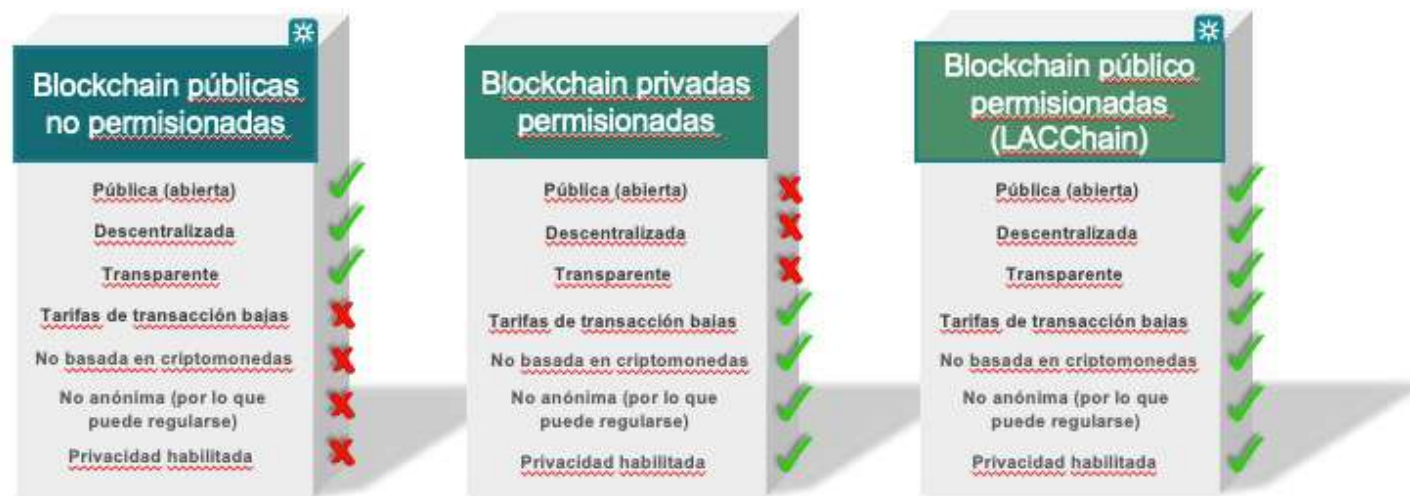 Blockchain públicas
no permisionadas
Pública (abierta)
Descentralizada
Transparente
Tarifas de transacción bajas
No basada en criptomonedas
No anónima (por lo que
puede regularse)
Privacidad habilitada
Blockchain privadas
permisionadas
Pública (abierta)
Descentralizada
Transparente
Tarifas de transacción bajas
No basada en criptomonedas
No anónima (por lo que
puede regularse)
Privacidad habilitada
Blockchain público
permisionadas
(LACChain)
Pública (abierta)
Descentralizada
Transparente
Tarifas de transacción bajas
No basada en criptomonedas
No anónima (por lo que
puede regularse)
Privacidad habilitada